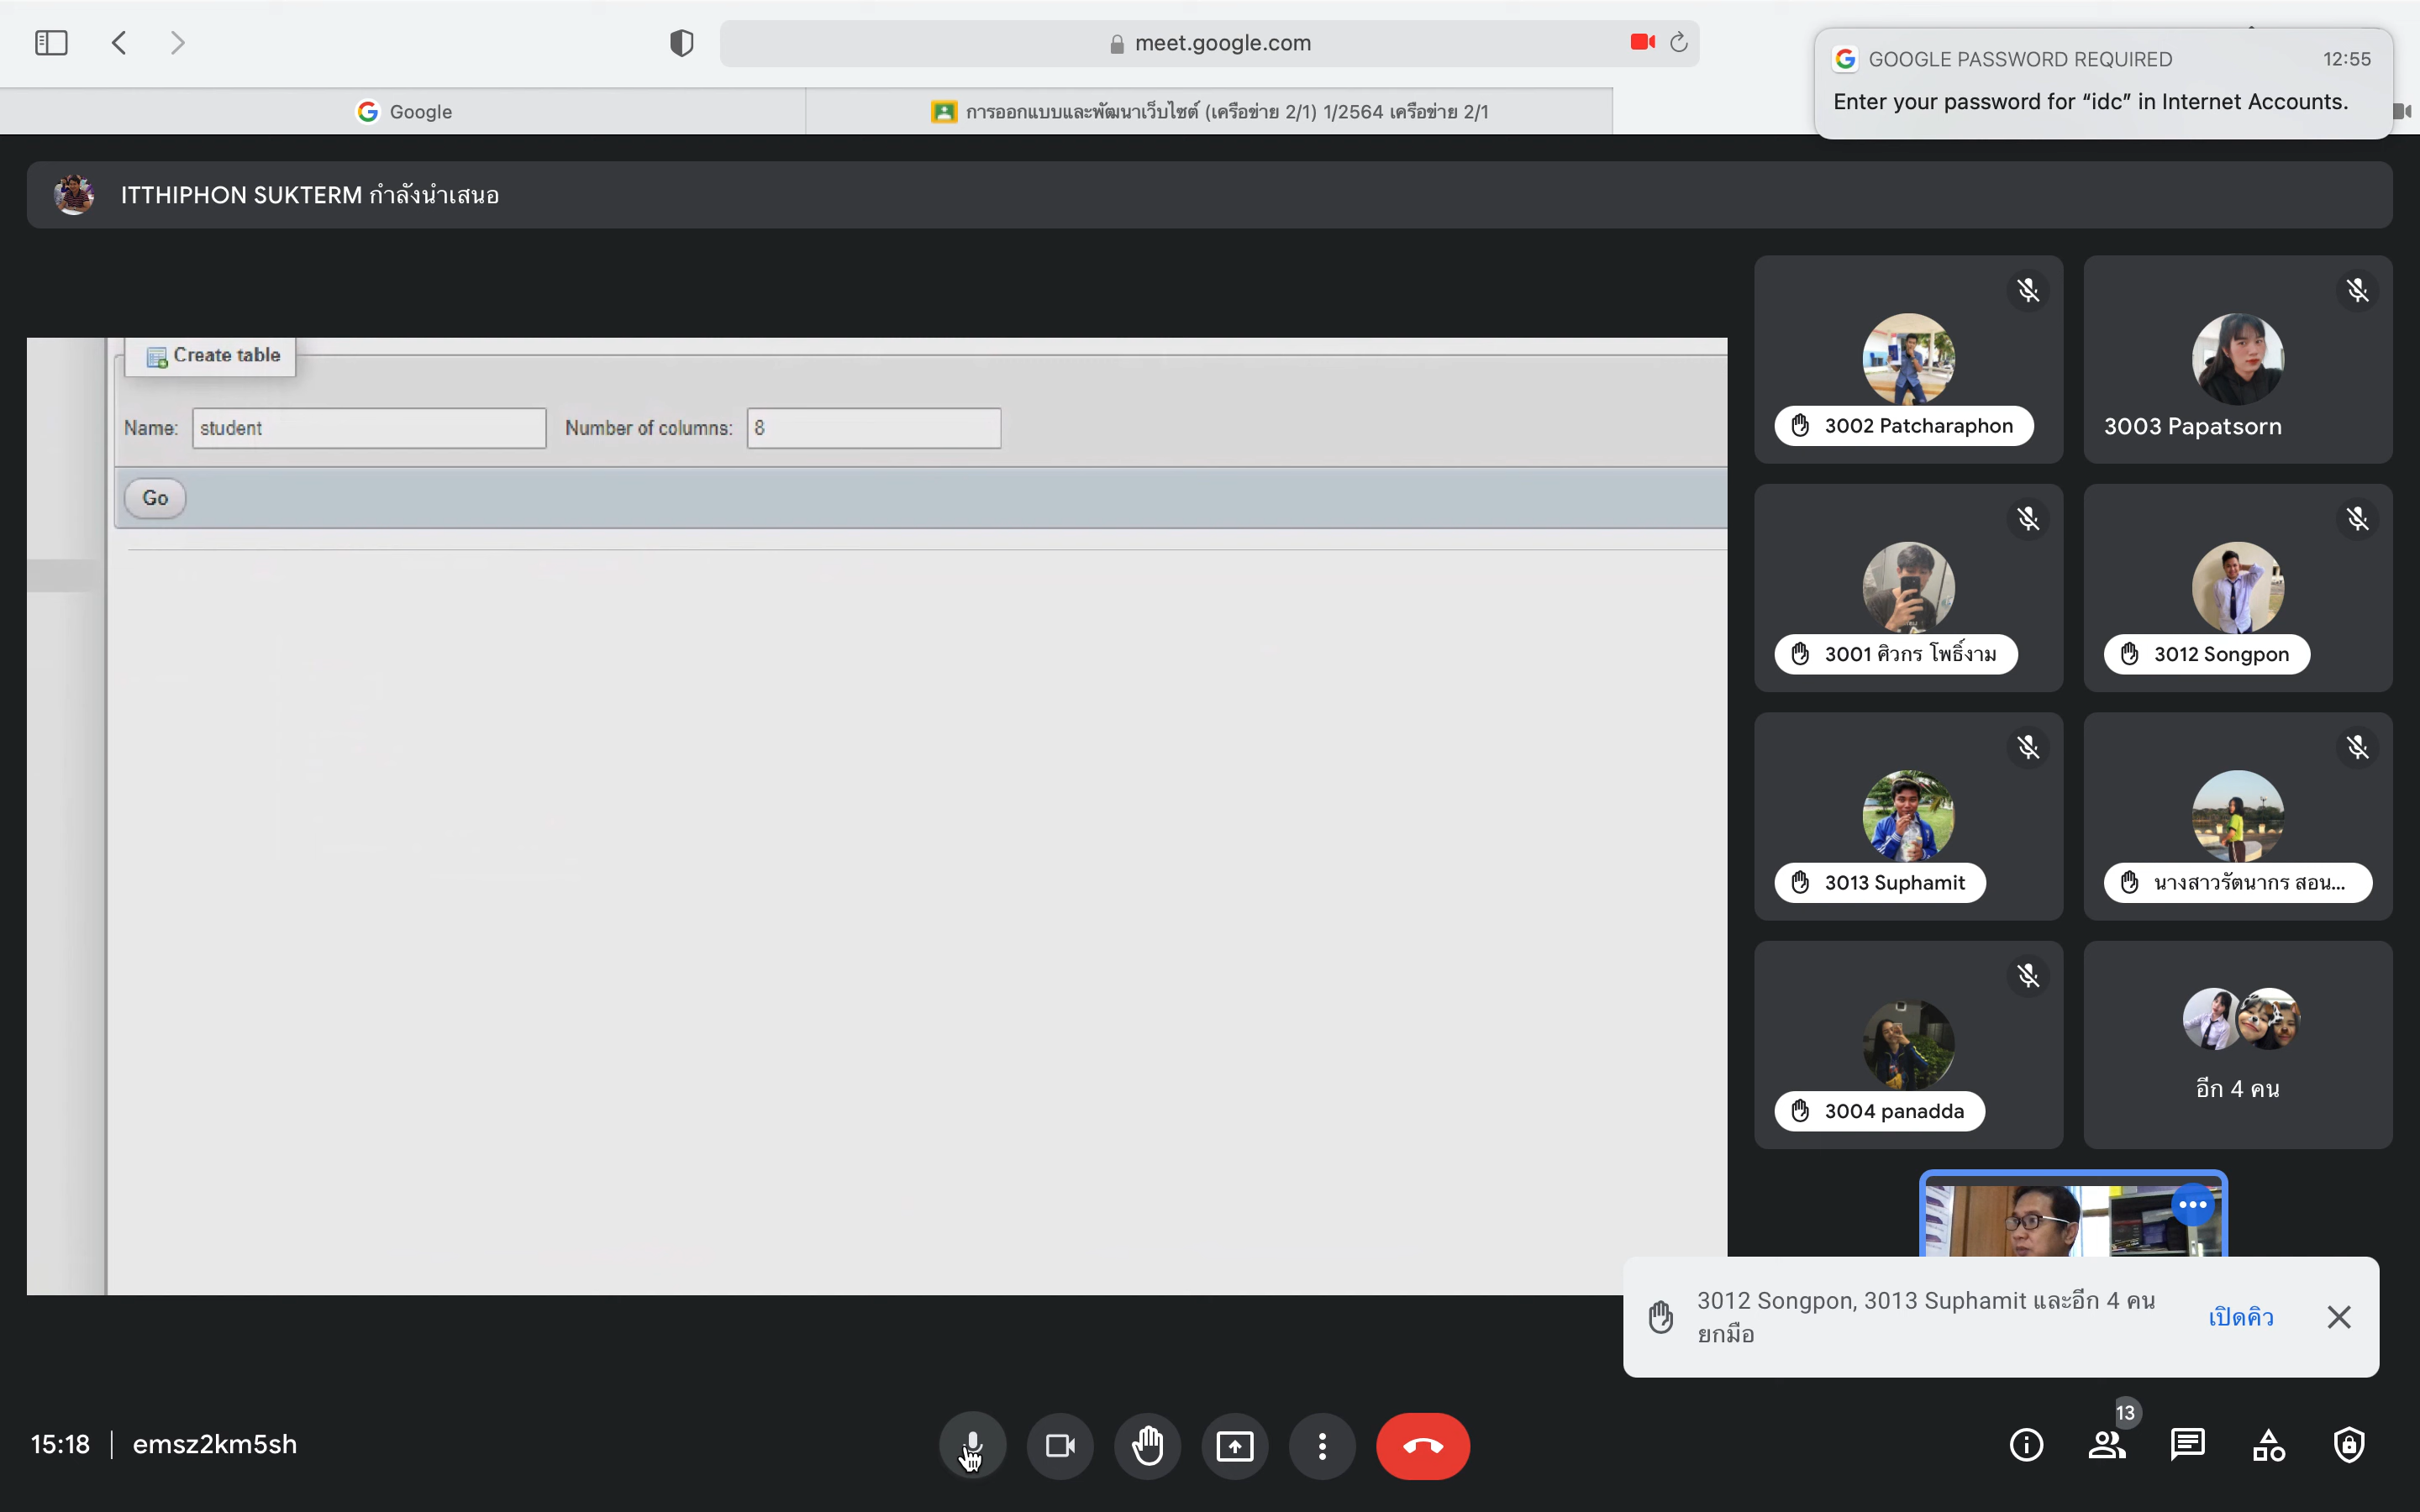 meet.google.com
GOOGLE PASSWORD REQUIRED 12:55
Enter your password for “idc” in Internet Accounts.
Google
การออกแบบและพัฒนาเว็บไซต์ (เครือข่าย 2/1) 1/2564 เครือข่าย 2/1
ITTHIPHON SUKTERM กำลังนำเสนอ
Create table
Name: student Number of columns: 8
Go
3002 Patcharaphon
3003 Papatsorn
3001 ศิวกร โพธิ์งาม
3012 Songpon
3013 Suphamit
นางสาวรัตนากร สอน...
3004 panadda
อีก 4 คน
3012 Songpon, 3013 Suphamit และอีก 4 คน
ยกมือ
เปิดคิว
15:18 | emsz2km5sh
13